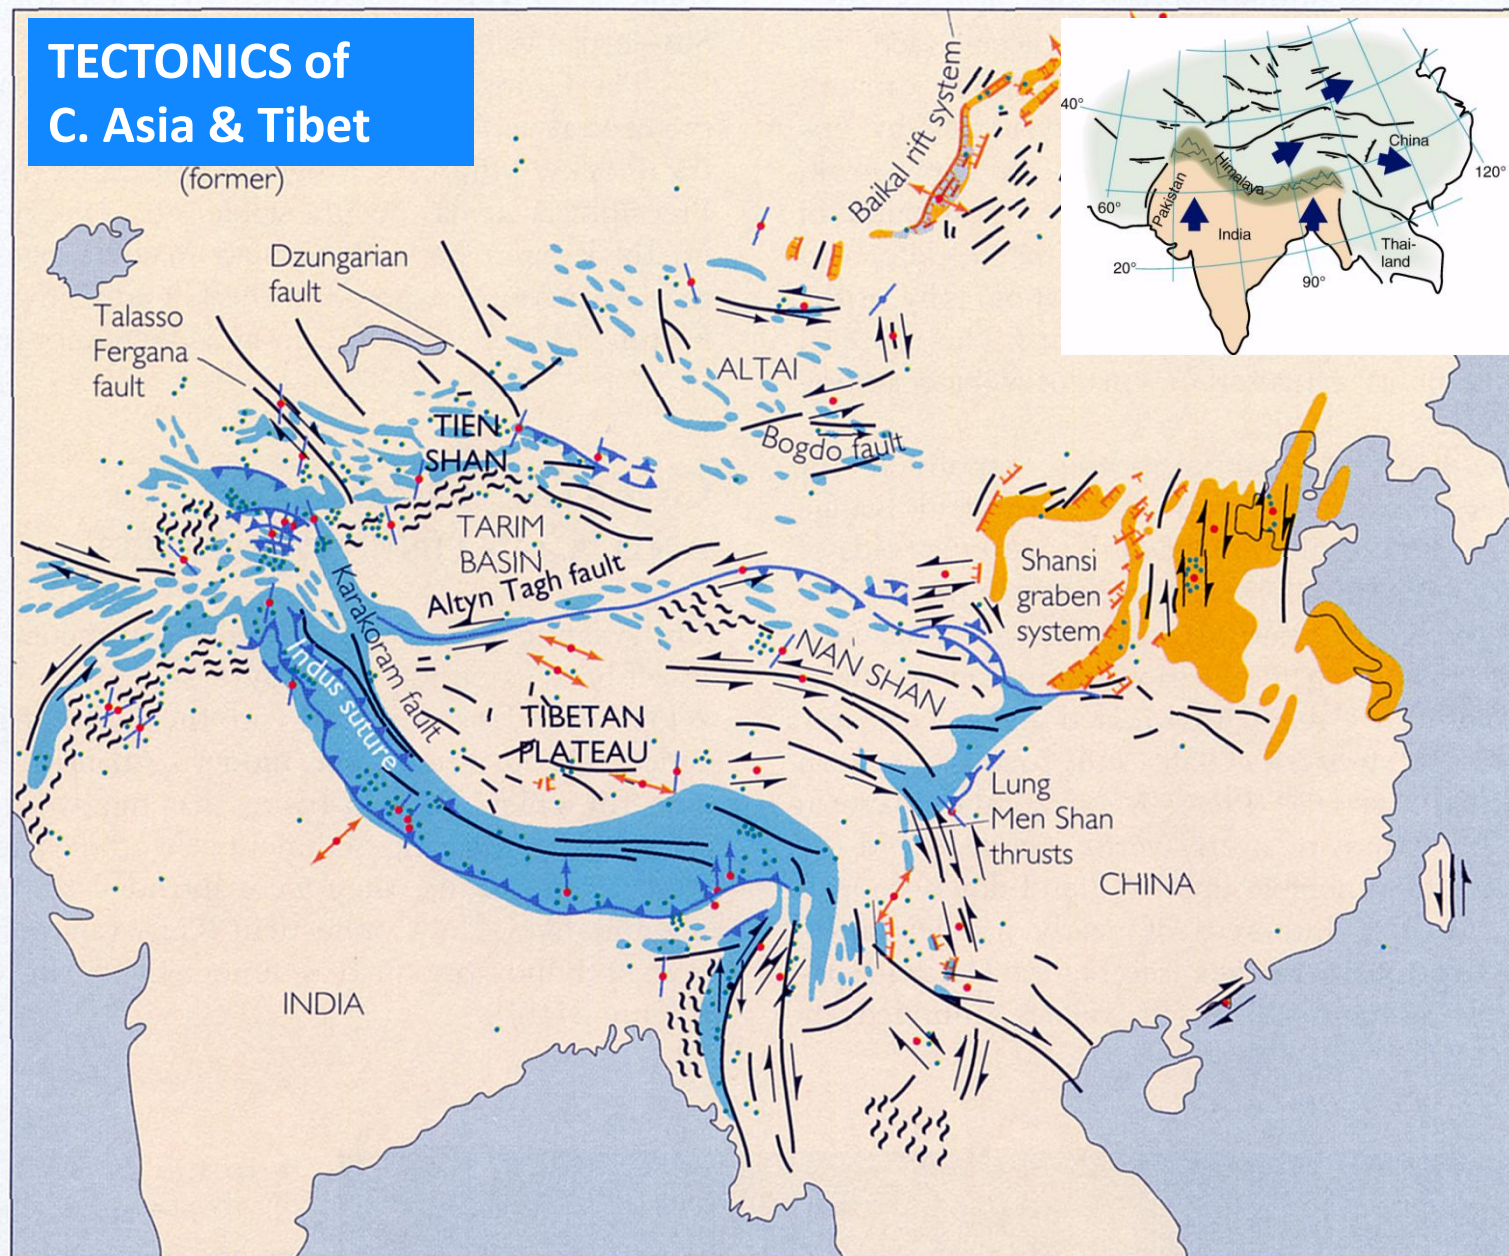 TECTONICS of
C. Asia & Tibet
(former)
Baikal rift system
40°
60°
20°
90°
120°
Pakistan
Himalaya
China
India
Thai-
land
Dzungarian
fault
Talasso
Fergana
fault
ALTAI
TIEN
SHAN
Bogdo fault
TARIM
BASIN
Altyn Tagh fault
Karakoram fault
Shansi
graben
system
NAN SHAN
Indus suture
TIBETAN
PLATEAU
Lung
Men Shan
thrusts
CHINA
INDIA